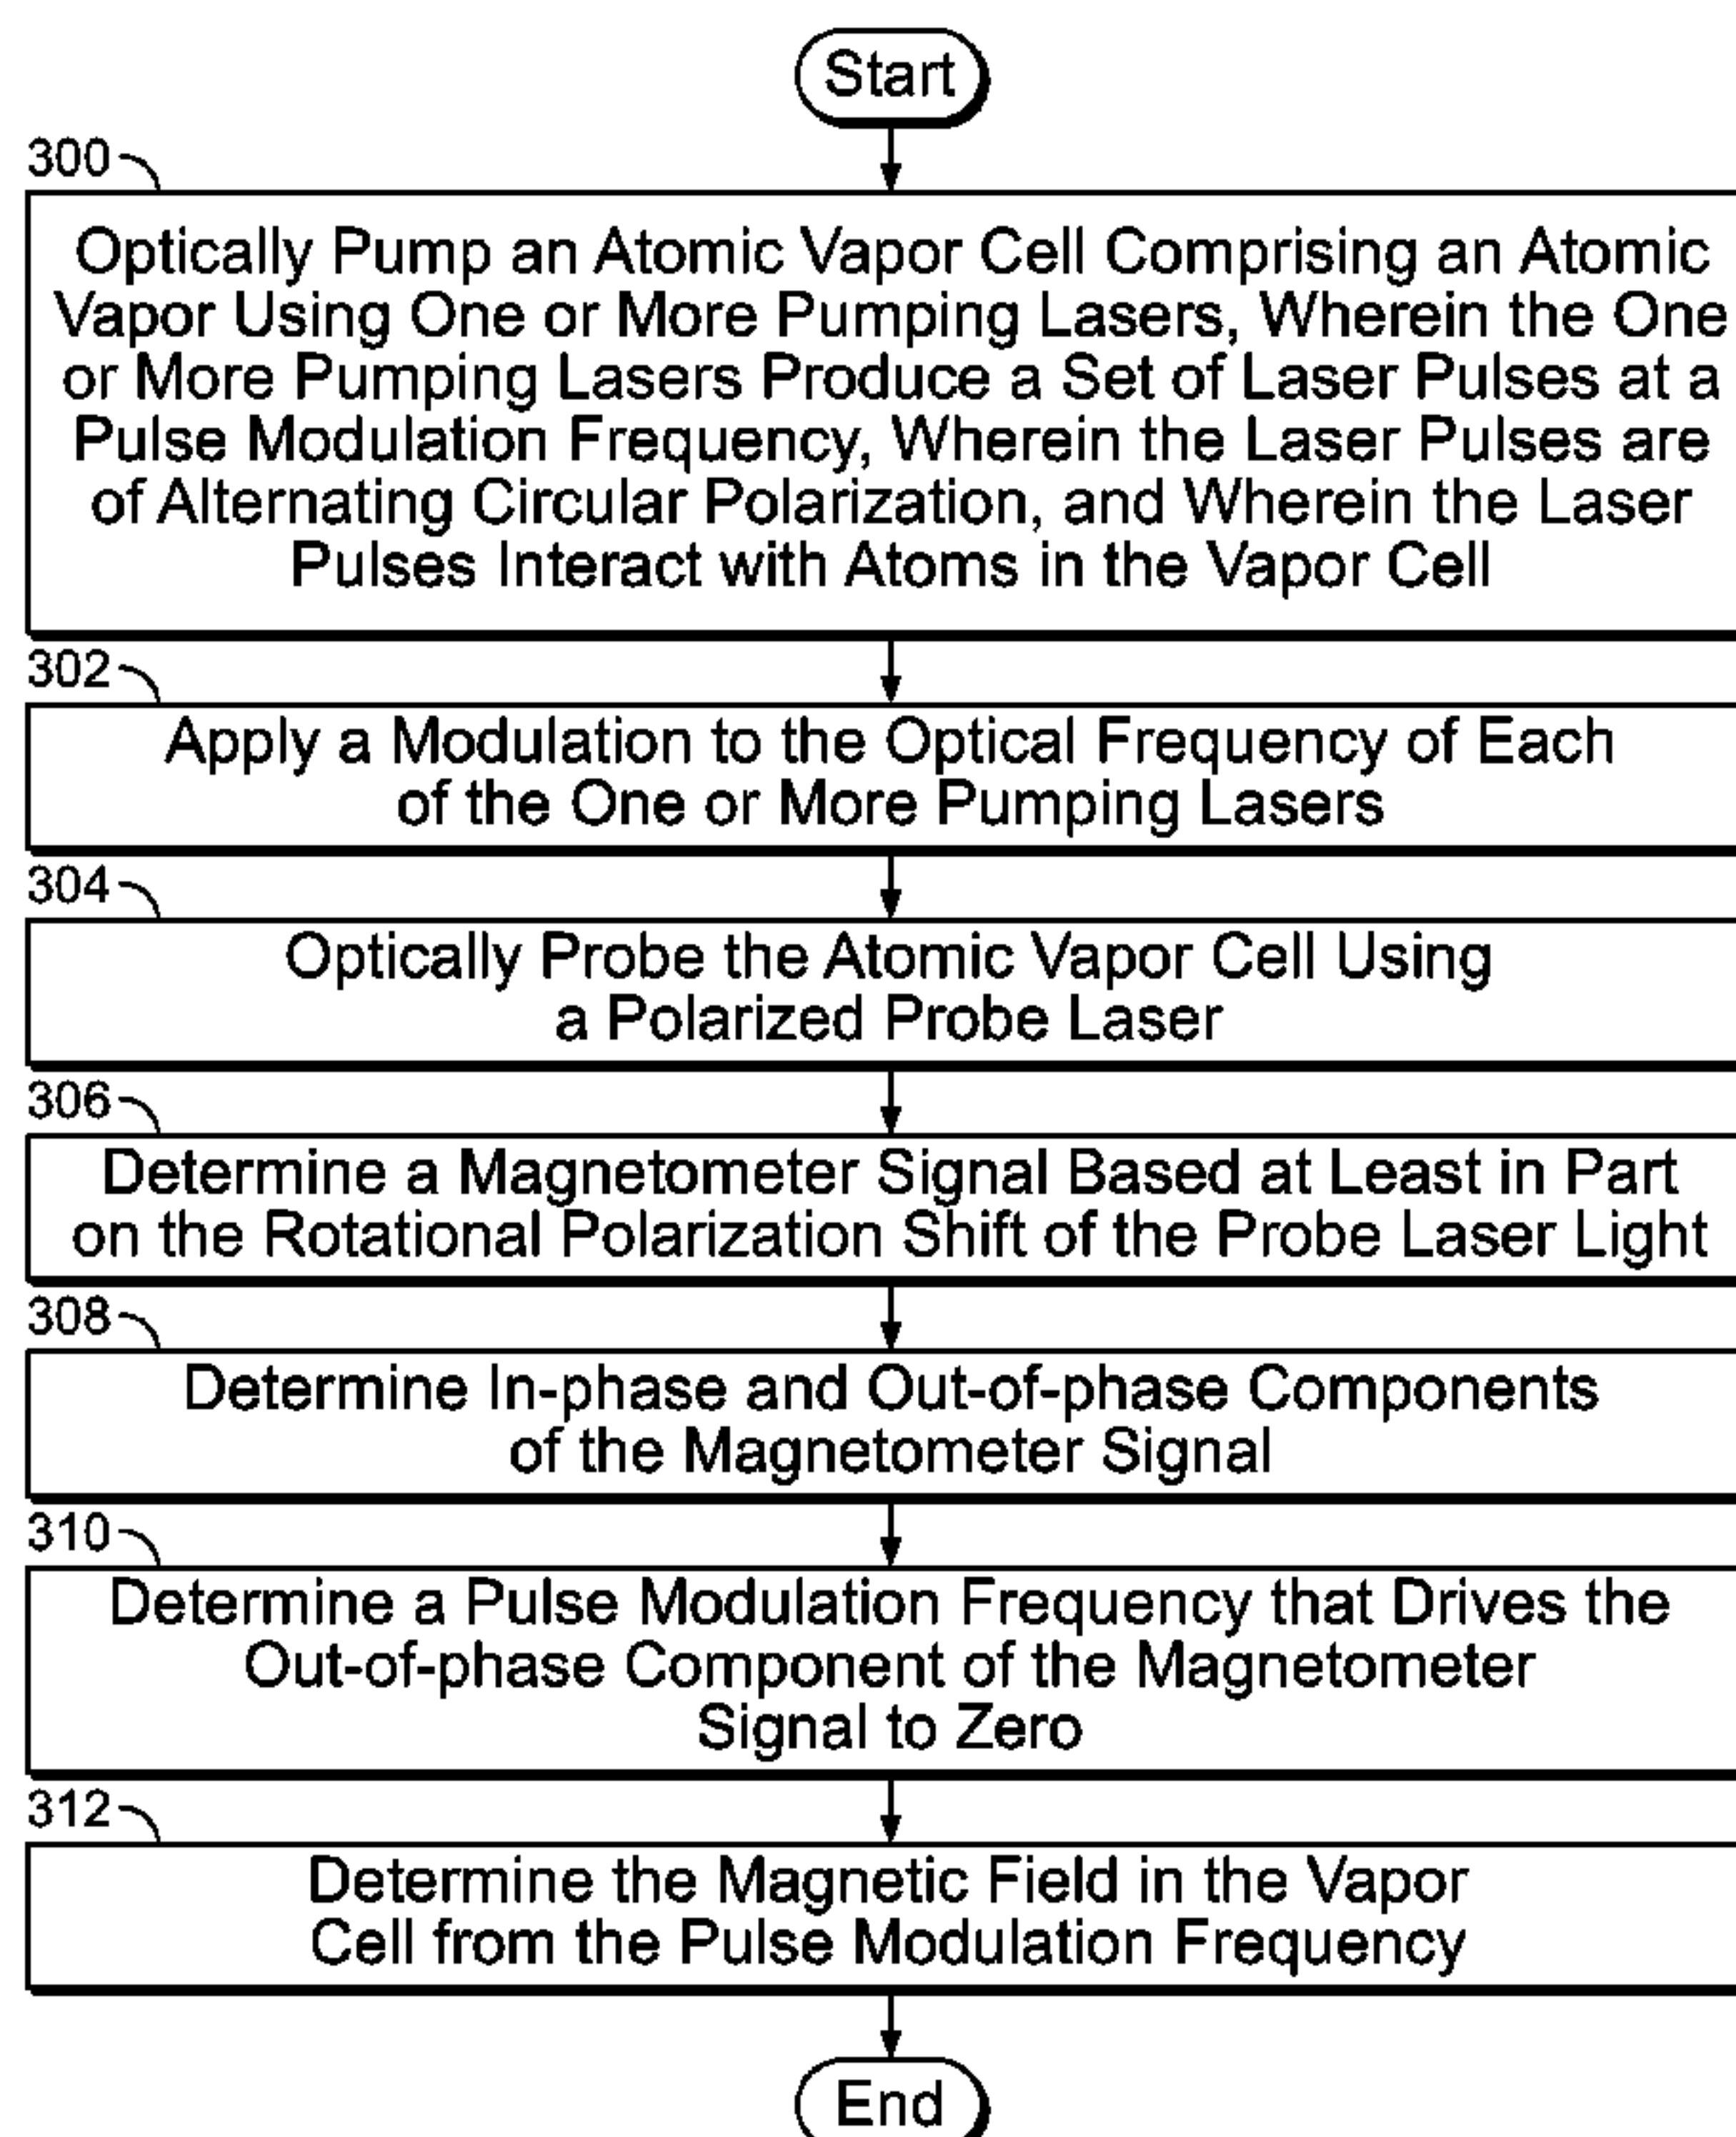 Start
300
Optically Pump an Atomic Vapor Cell Comprising an Atomic
Vapor Using One or More Pumping Lasers, Wherein the One
or More Pumping Lasers Produce a Set of Laser Pulses at a
Pulse Modulation Frequency, Wherein the Laser Pulses are
of Alternating Circular Polarization, and Wherein the Laser
Pulses Interact with Atoms in the Vapor Cell
302
Apply a Modulation to the Optical Frequency of Each
of the One or More Pumping Lasers
304
Optically Probe the Atomic Vapor Cell Using
a Polarized Probe Laser
306
Determine a Magnetometer Signal Based at Least in Part
on the Rotational Polarization Shift of the Probe Laser Light
308
Determine In-phase and Out-of-phase Components
of the Magnetometer Signal
310
Determine a Pulse Modulation Frequency that Drives the
Out-of-phase Component of the Magnetometer
Signal to Zero
312
Determine the Magnetic Field in the Vapor
Cell from the Pulse Modulation Frequency
End